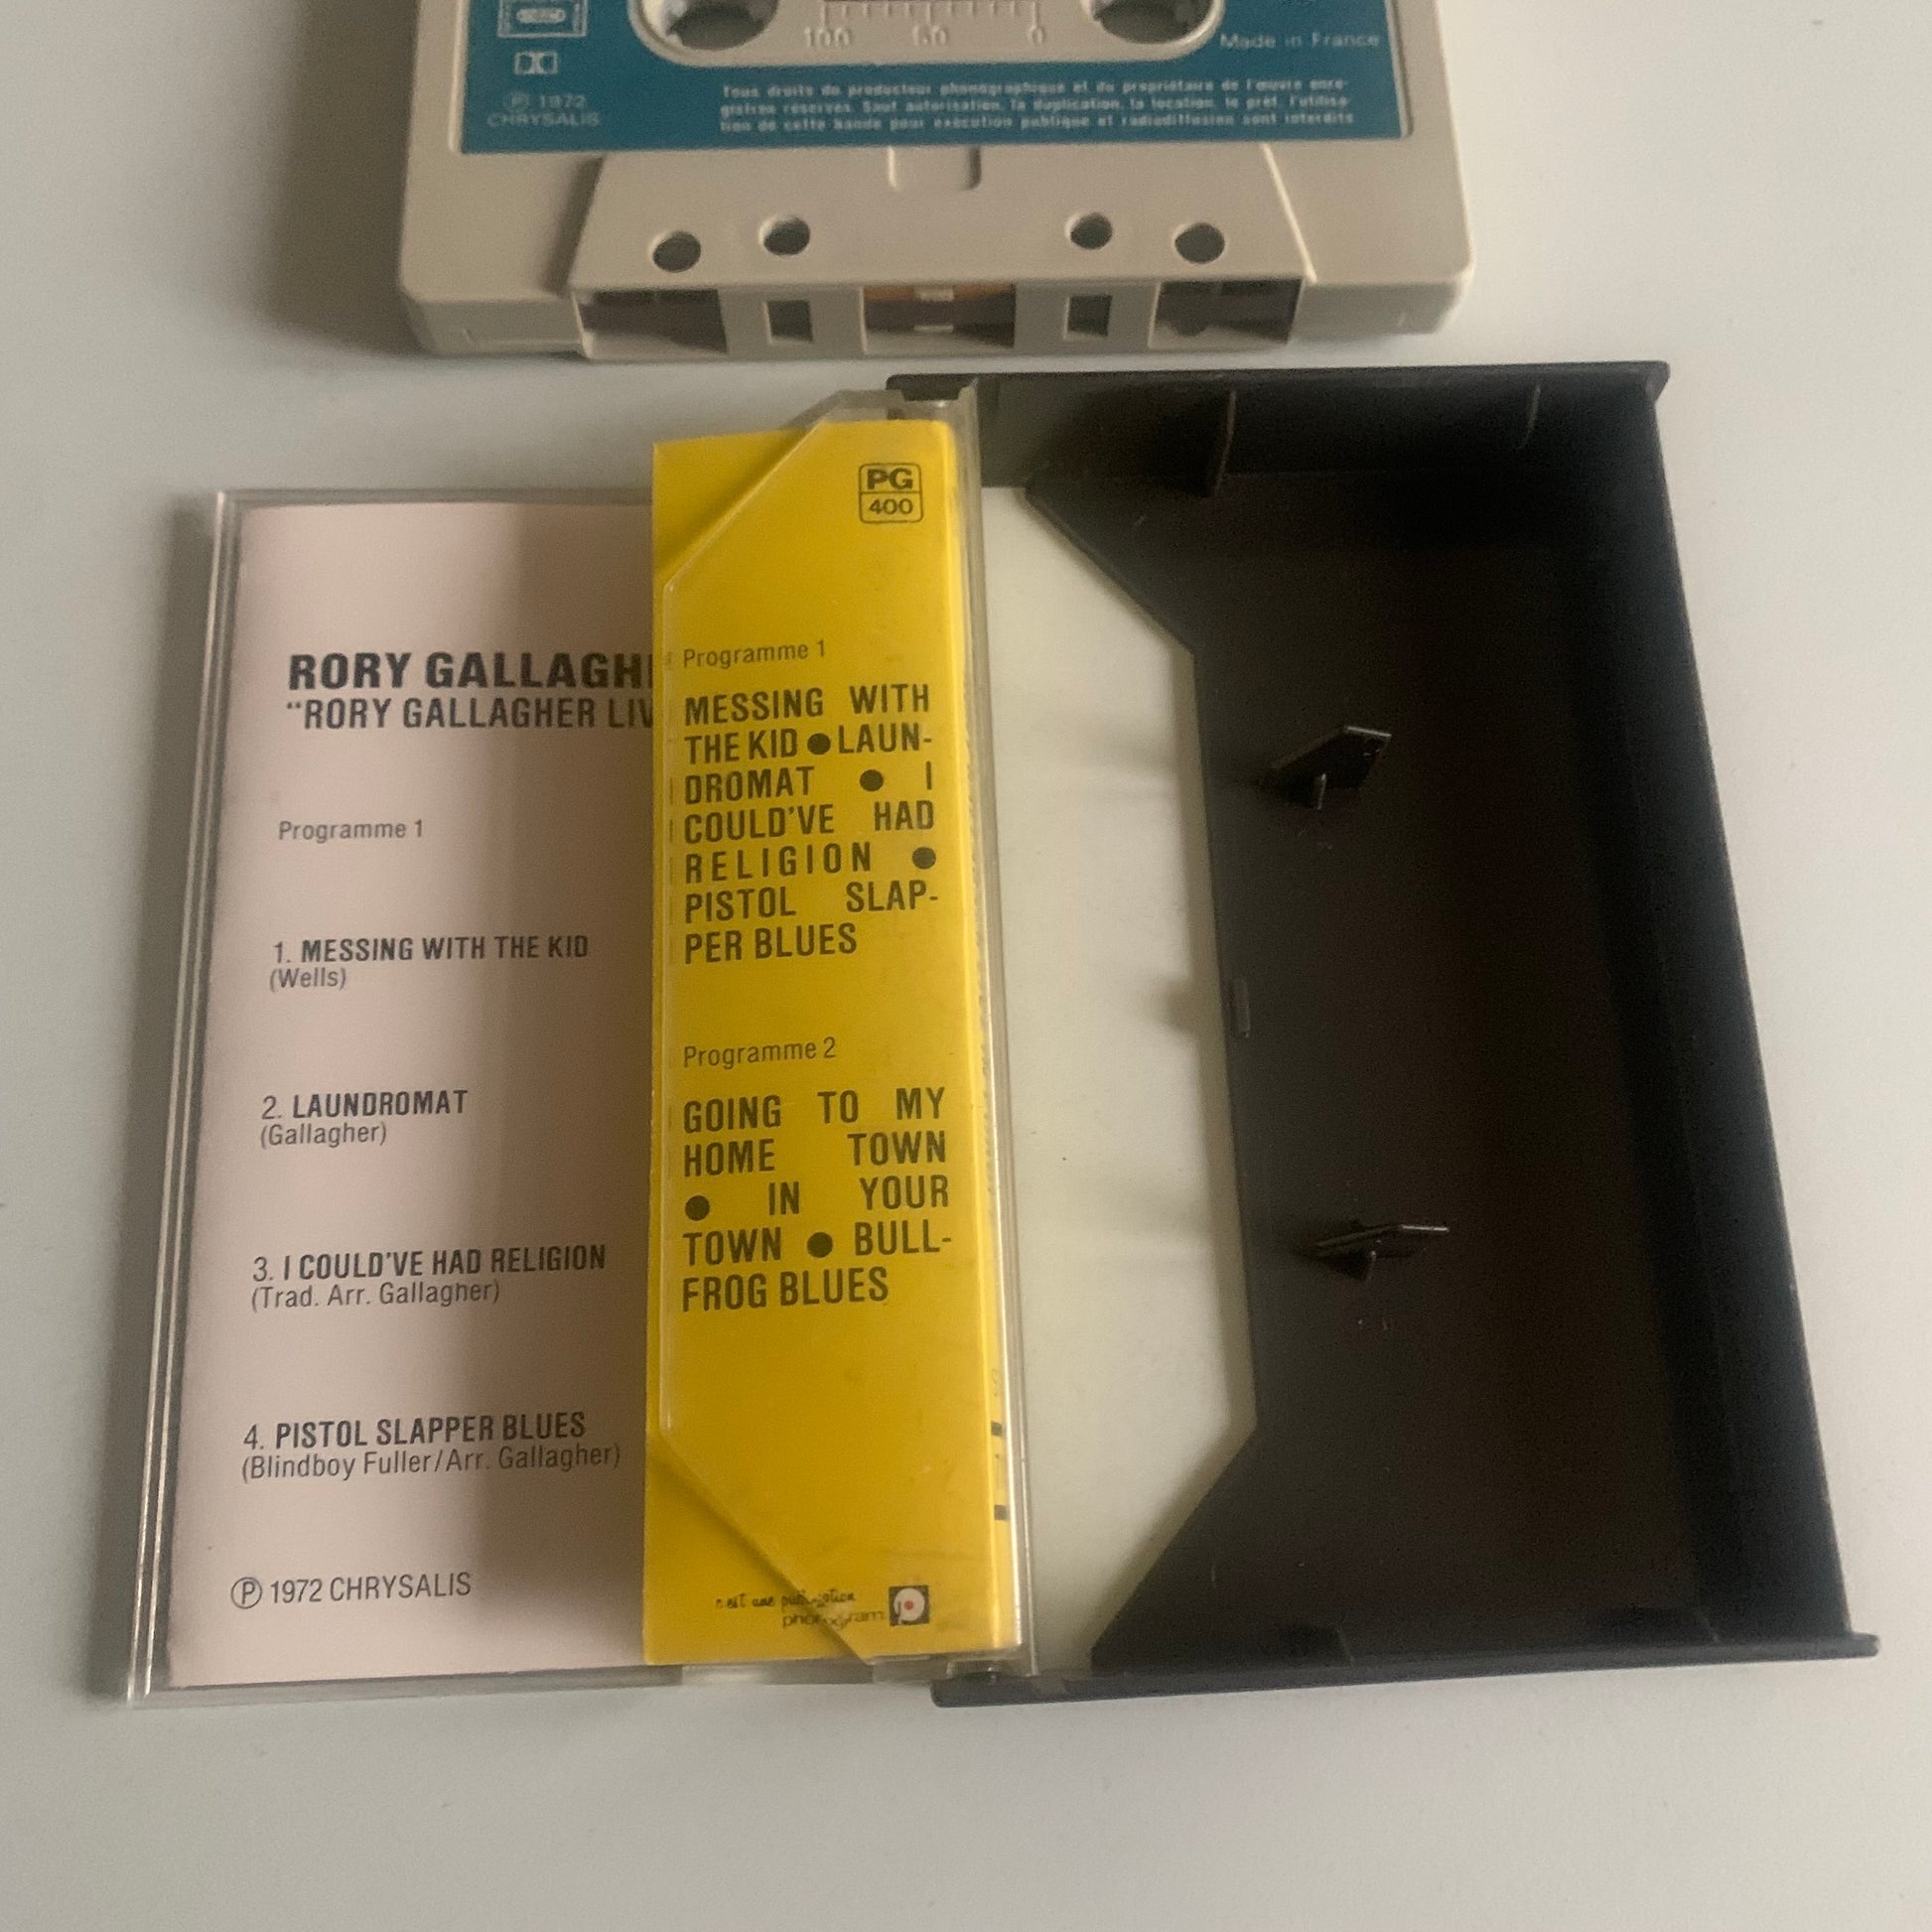 100 50 0
Made in France
℗ 1972
CHRYSALIS
Tous droits du producteur phonographique et du propriétaire de l'œuvre enre-
gistrée réservés. Sauf autorisation, la duplication, la location, le prêt, l'utilisa-
tion de cette bande pour exécution publique et radiodiffusion sont interdits
RORY GALLAGH
“RORY GALLAGHER LIV
Programme 1
1. MESSING WITH THE KID
(Wells)
2. LAUNDROMAT
(Gallagher)
3. I COULD'VE HAD RELIGION
(Trad. Arr. Gallagher)
4. PISTOL SLAPPER BLUES
(Blindboy Fuller/Arr. Gallagher)
℗ 1972 CHRYSALIS
PG
400
Programme 1
MESSING WITH
THE KID ● LAUN-
DROMAT ● I
COULD'VE HAD
RELIGION ●
PISTOL SLAP-
PER BLUES
Programme 2
GOING TO MY
HOME TOWN
● IN YOUR
TOWN ● BULL-
FROG BLUES
c'est une publication
phonogram